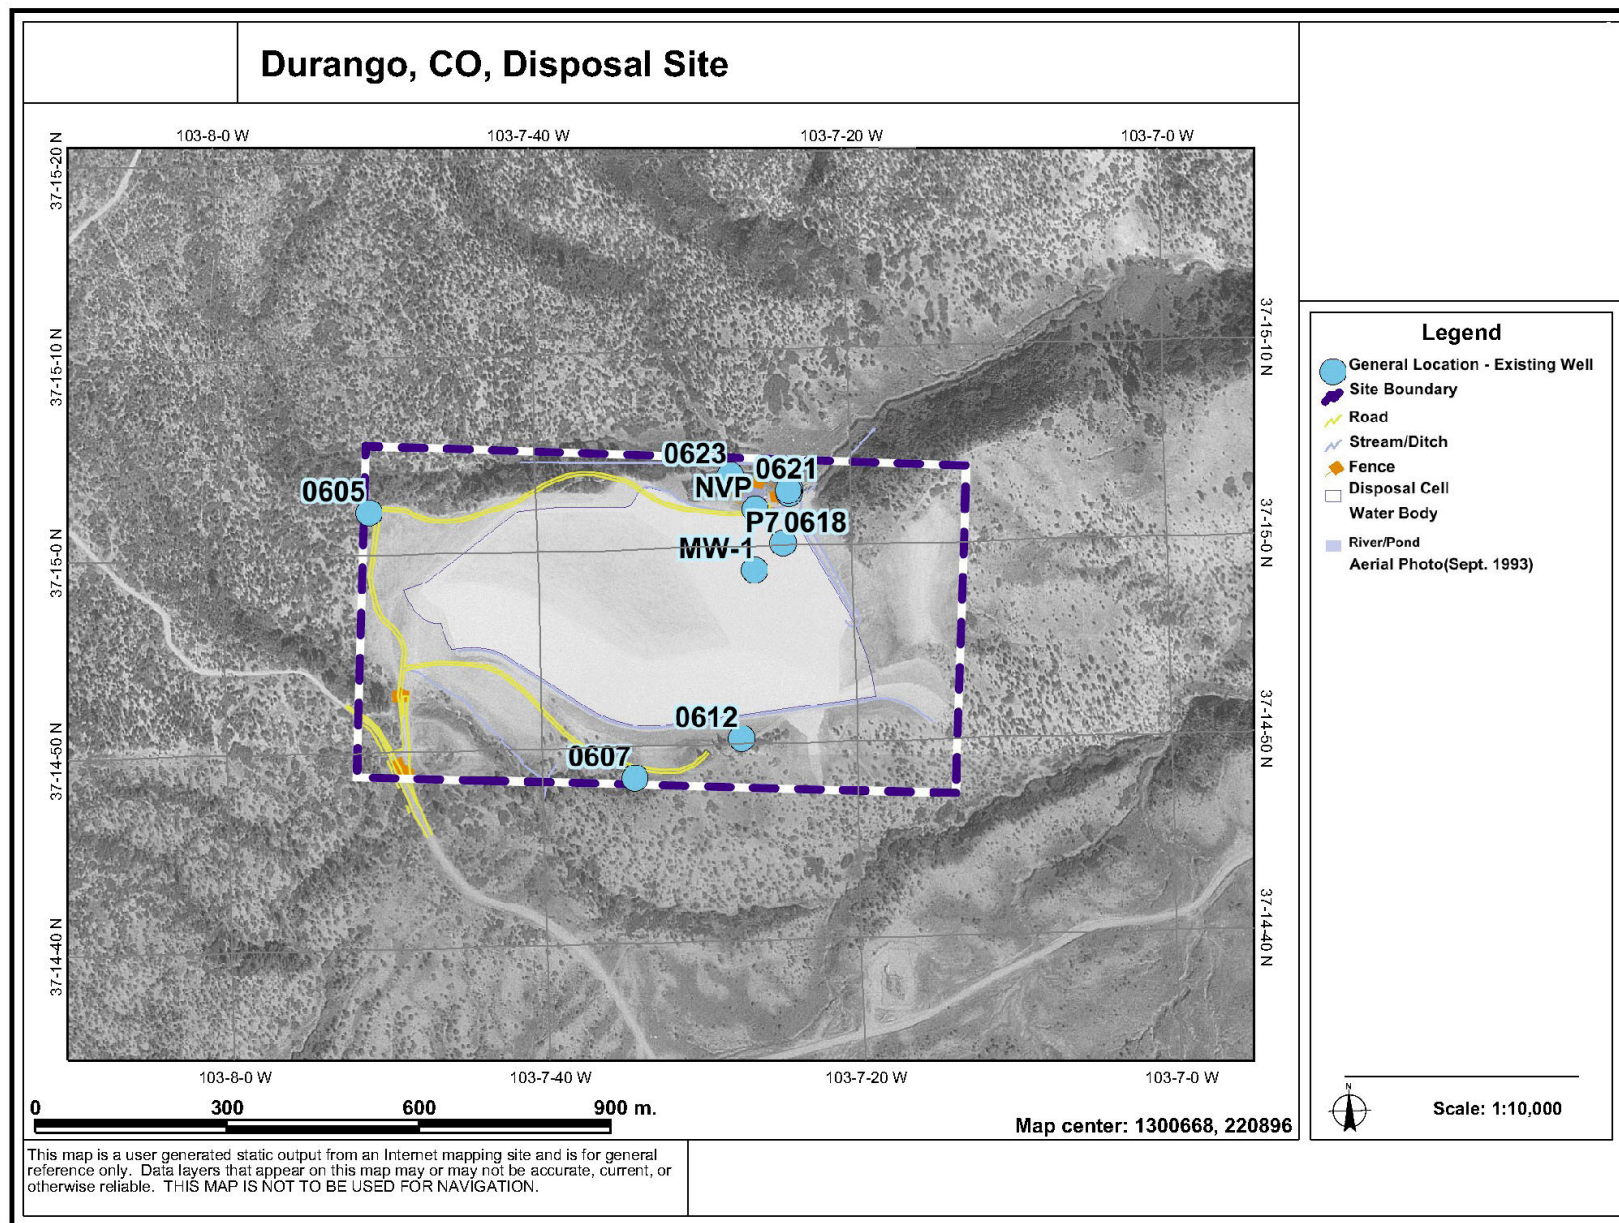 Durango, CO, Disposal Site
103-8-0 W
103-7-40 W
103-7-20 W
103-7-0 W
37-15-20 N
37-15-10 N
37-15-0 N
37-14-50 N
37-14-40 N
37-15-10 N
37-15-0 N
37-14-50 N
37-14-40 N
0623
0621
0605
NVP
P7 0618
MW-1
0612
0607
103-8-0 W
103-7-40 W
103-7-20 W
103-7-0 W
0
300
600
900 m.
Map center: 1300668, 220896
Legend
General Location - Existing Well
Site Boundary
Road
Stream/Ditch
Fence
Disposal Cell
Water Body
River/Pond
Aerial Photo(Sept. 1993)
N
Scale: 1:10,000
This map is a user generated static output from an Internet mapping site and is for general
reference only. Data layers that appear on this map may or may not be accurate, current, or
otherwise reliable. THIS MAP IS NOT TO BE USED FOR NAVIGATION.